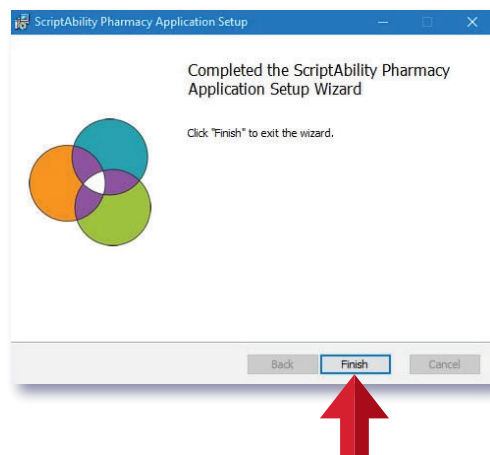 ScriptAbility Pharmacy Application Setup
Completed the ScriptAbility Pharmacy
Application Setup Wizard
Click "Finish" to exit the wizard.
Back Finish Cancel